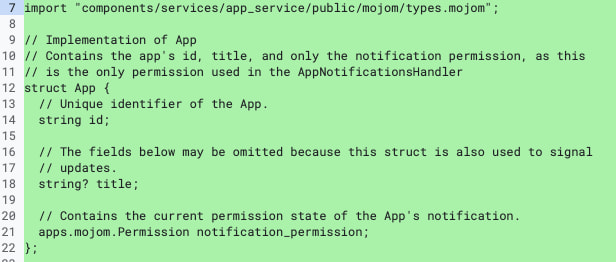 7 import "components/services/app_service/public/mojom/types.mojom";
8
9 // Implementation of App
10 // Contains the app's id, title, and only the notification permission, as this
11 // is the only permission used in the AppNotificationsHandler
12 struct App {
13 // Unique identifier of the App.
14 string id;
15
16 // The fields below may be omitted because this struct is also used to signal
17 // updates.
18 string? title;
19
20 // Contains the current permission state of the App's notification.
21 apps.mojom.Permission notification_permission;
22 };